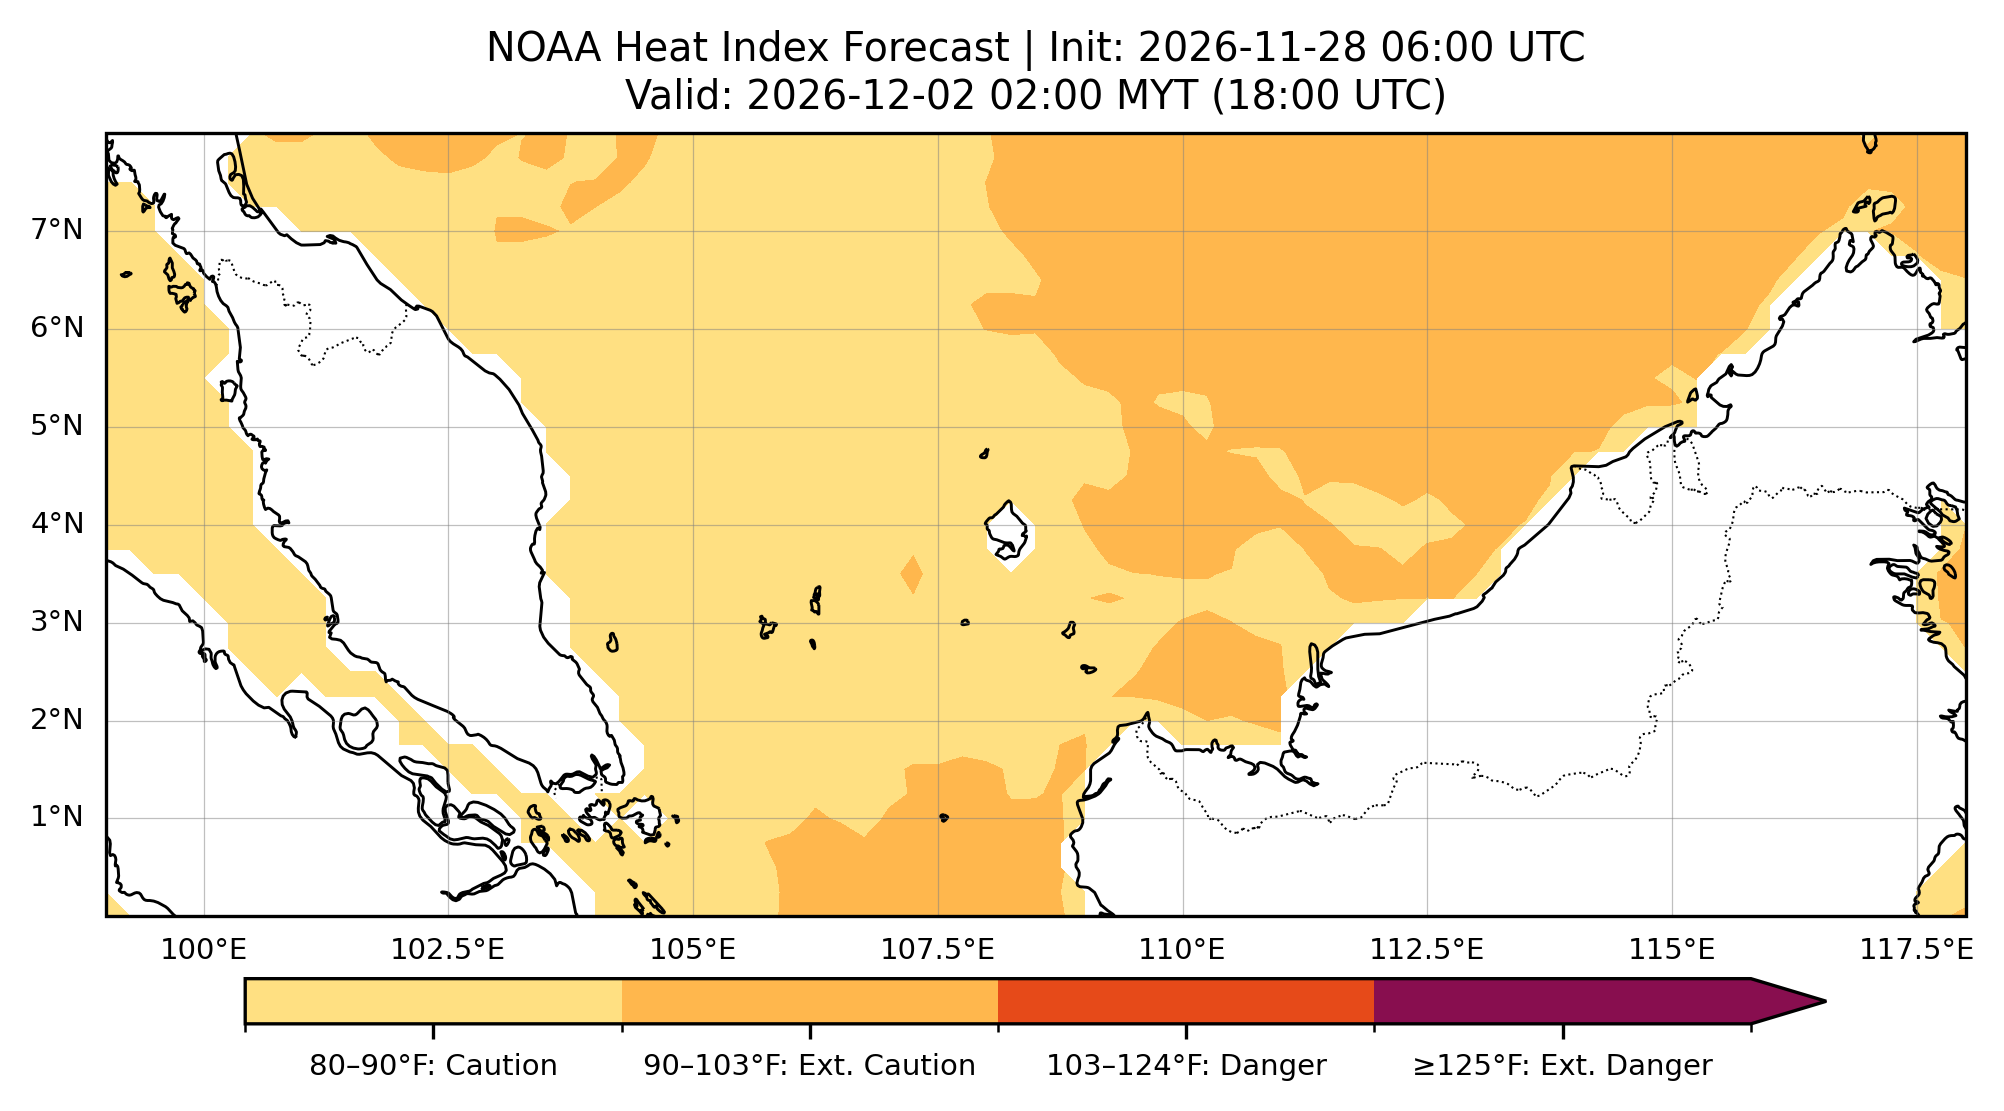 NOAA Heat Index Forecast | Init: 2026-11-28 06:00 UTC
Valid: 2026-12-02 02:00 MYT (18:00 UTC)
7°N
6°N
5°N
4°N
3°N
2°N
1°N
100°E 102.5°E 105°E 107.5°E 110°E 112.5°E 115°E 117.5°E
80–90°F: Caution 90–103°F: Ext. Caution 103–124°F: Danger ≥125°F: Ext. Danger